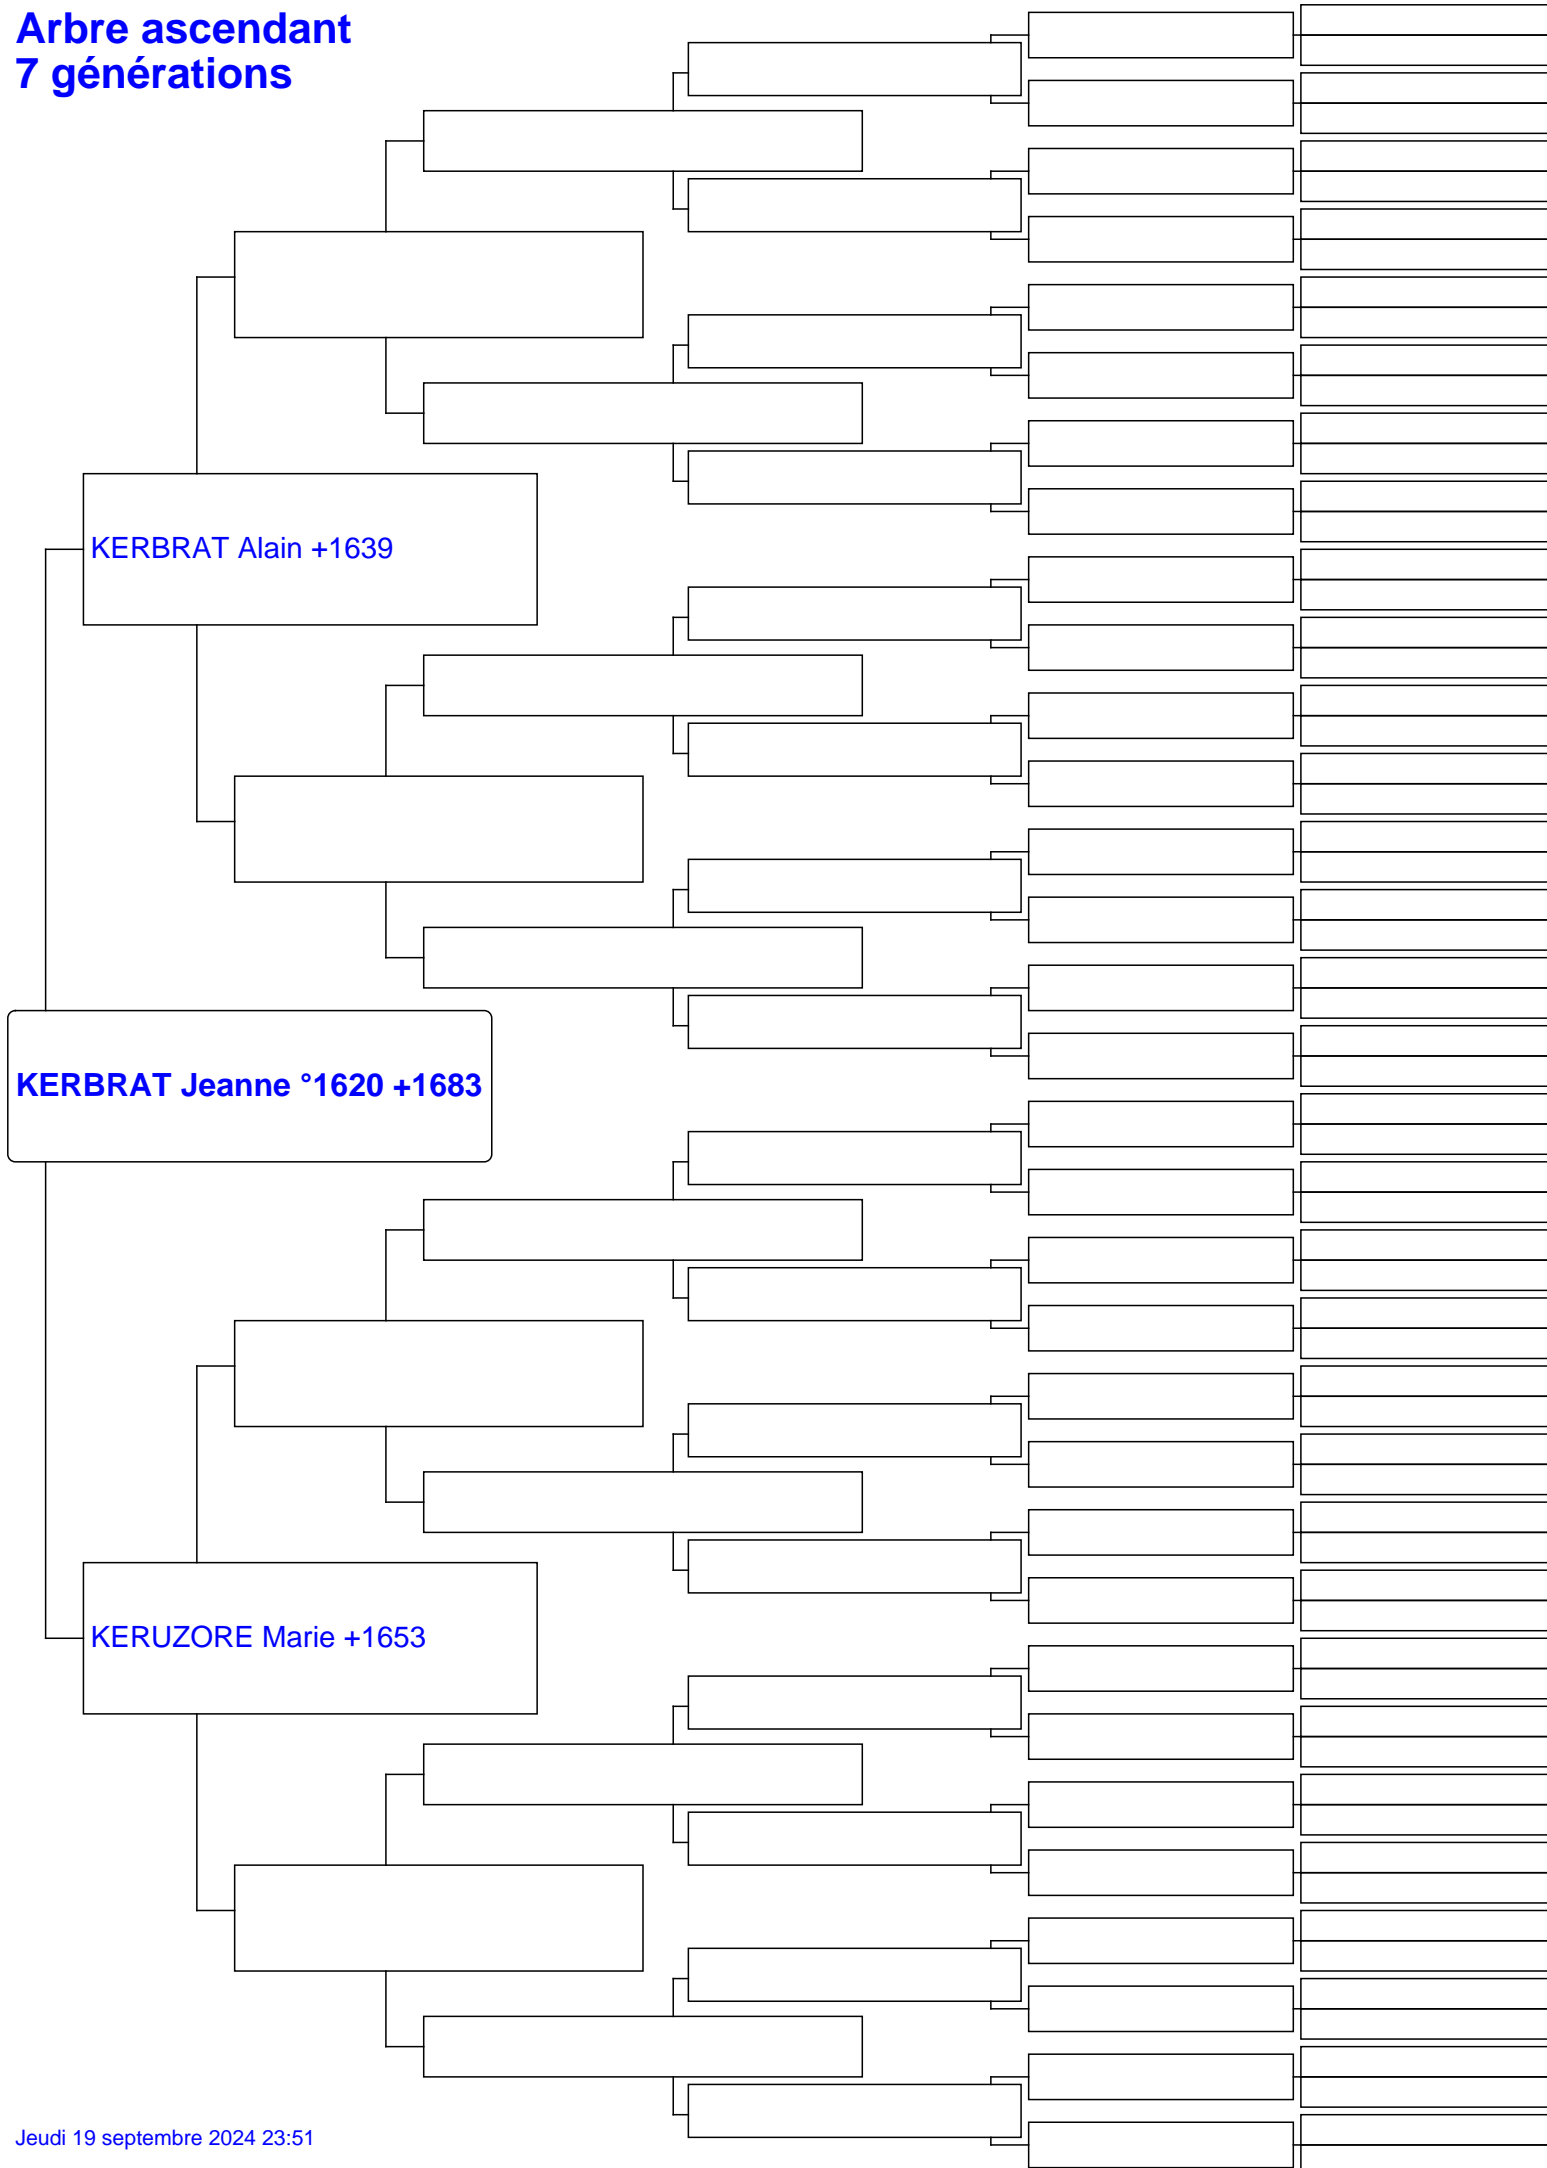 Arbre ascendant
7 générations
KERBRAT Alain +1639
KERBRAT Jeanne °1620 +1683
KERUZORE Marie +1653
Jeudi 19 septembre 2024 23:51